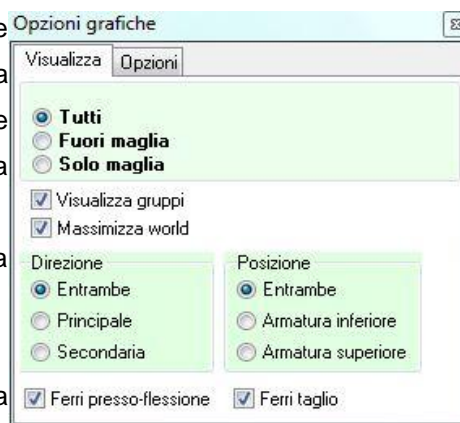 e Opzioni grafiche
Visualizza Opzioni
a
Tutti
e Fuori maglia
a Solo maglia
Visualizza gruppi
Massimizza world
a Direzione Posizione
Entrambe Entrambe
Principale Armatura inferiore
Secondaria Armatura superiore
a Ferri presso-flessione Ferri taglio